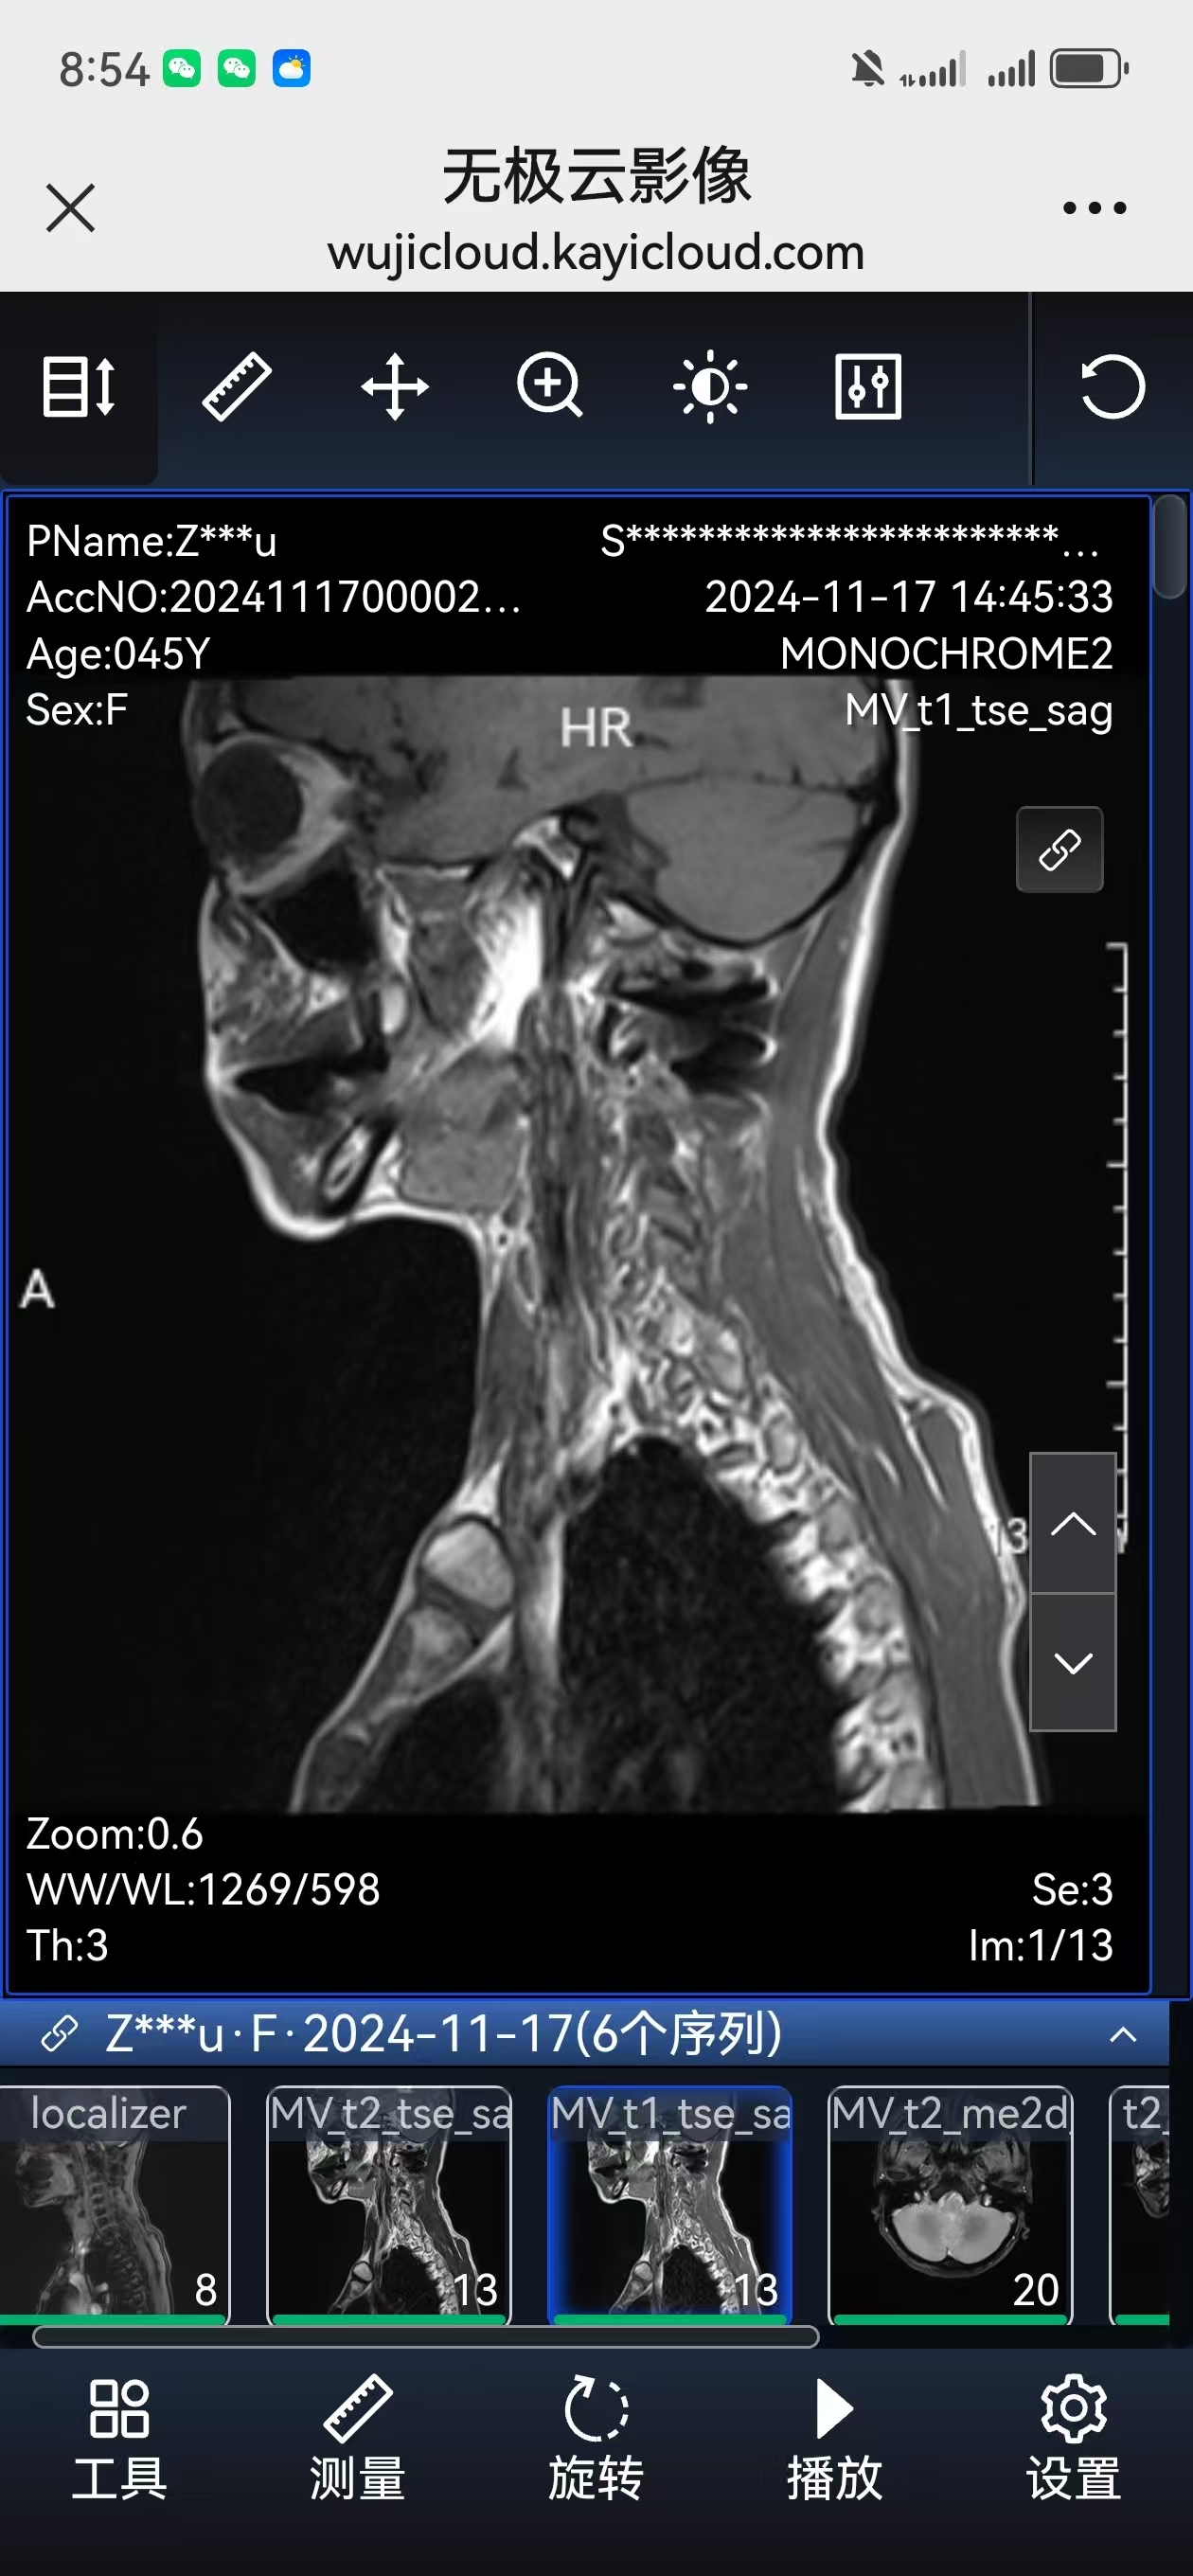 8:54
无极云影像
wujicloud.kayicloud.com
PName:Z***u
S************************...
AccNO:2024111700002...
2024-11-17 14:45:33
Age:045Y
MONOCHROME2
Sex:F
HR
MV_t1_tse_sag
A
13
Zoom:0.6
WW/WL:1269/598
Se:3
Th:3
Im:1/13
Z***u·F·2024-11-17(6个序列)
localizer
MV_t2_tse_sa
MV_t1_tse_sa
MV_t2_me2d
t2_
8
13
13
20
工具
测量
旋转
播放
设置